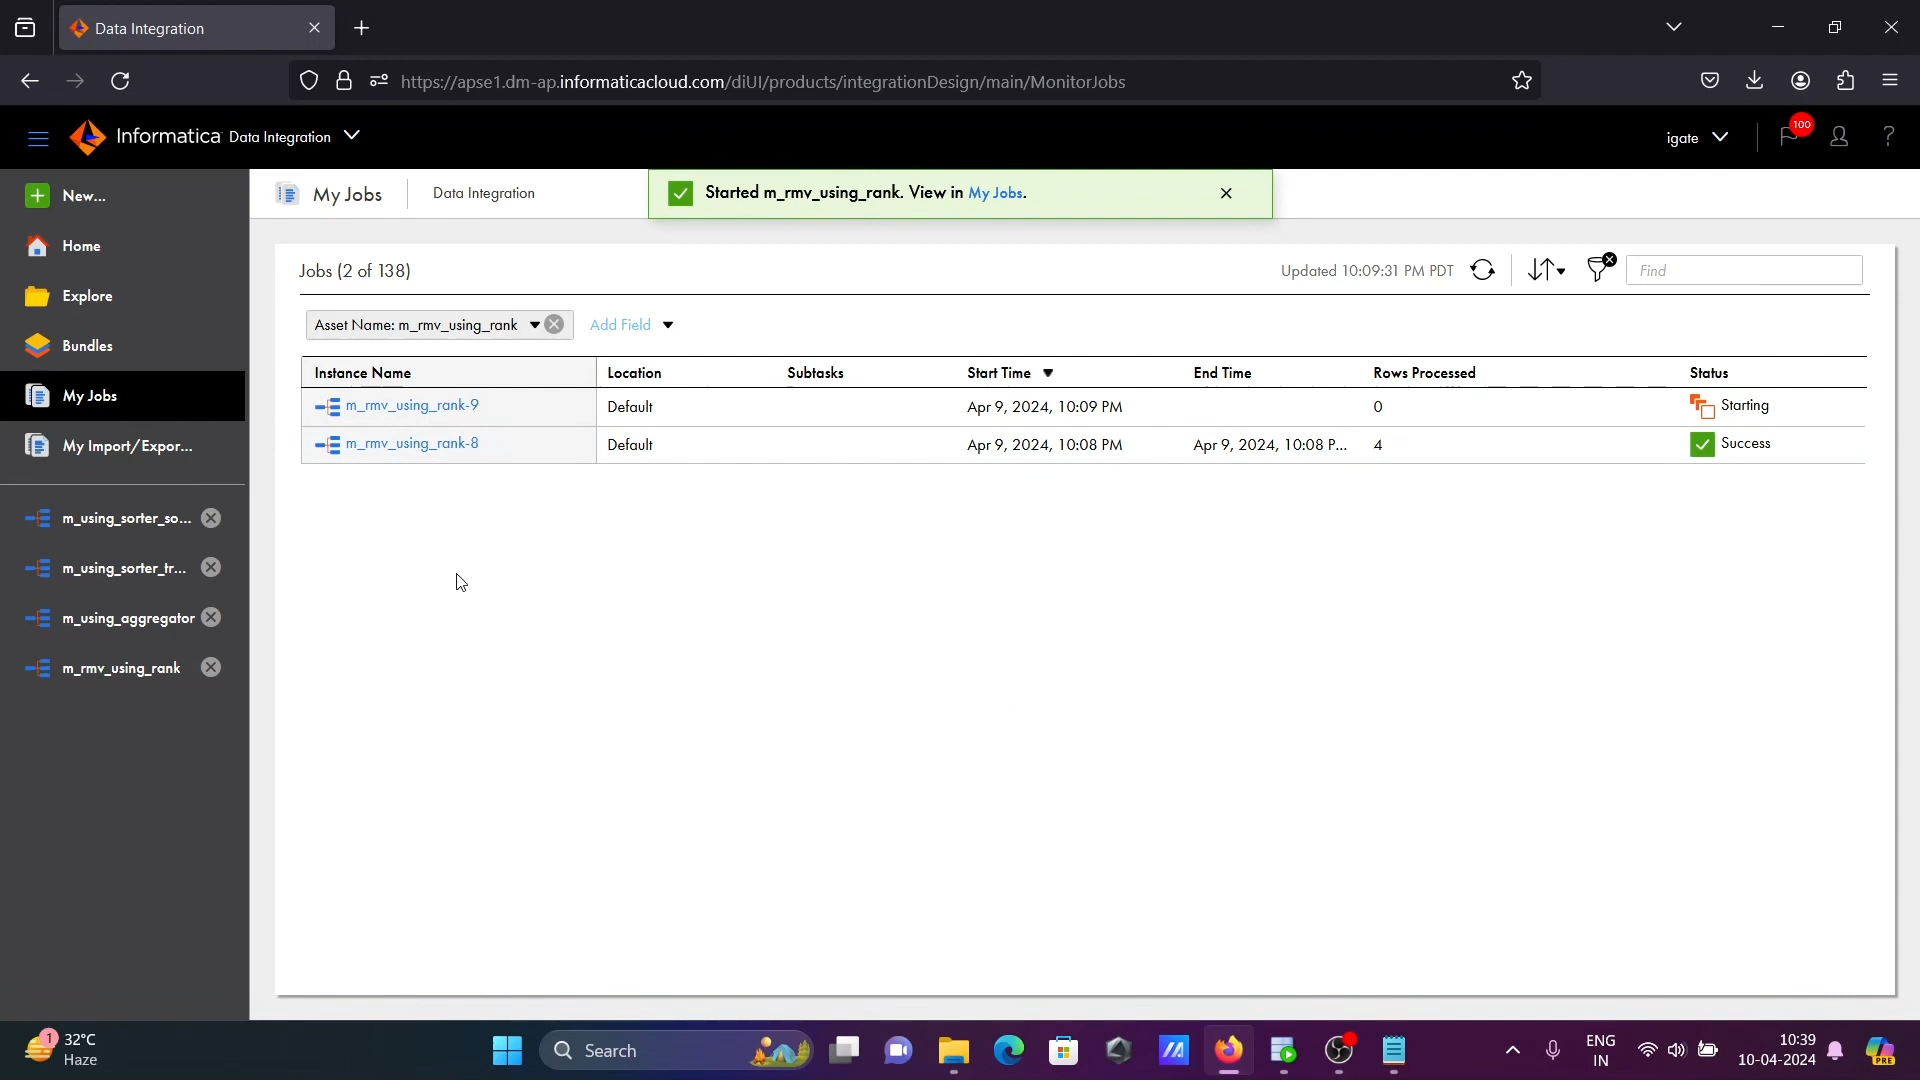 Data Integration
https://apse1.dm-ap.informaticacloud.com/diUI/products/integrationDesign/main/MonitorJobs
Informatica Data Integration
igate
100
?
New...
Home
Explore
Bundles
My Jobs
My Import/Expor...
m_using_sorter_so...
m_using_sorter_tr...
m_using_aggregator
m_rmv_using_rank
My Jobs
Data Integration
Started m_rmv_using_rank. View in My Jobs.
Jobs (2 of 138)
Updated 10:09:31 PM PDT
Find
Asset Name: m_rmv_using_rank
Add Field
Instance Name Location Subtasks Start Time End Time Rows Processed Status
m_rmv_using_rank-9 Default Apr 9, 2024, 10:09 PM 0 Starting
m_rmv_using_rank-8 Default Apr 9, 2024, 10:08 PM Apr 9, 2024, 10:08 P... 4 Success
1
32°C
Haze
Search
ENG
IN
10:39
10-04-2024
PRE